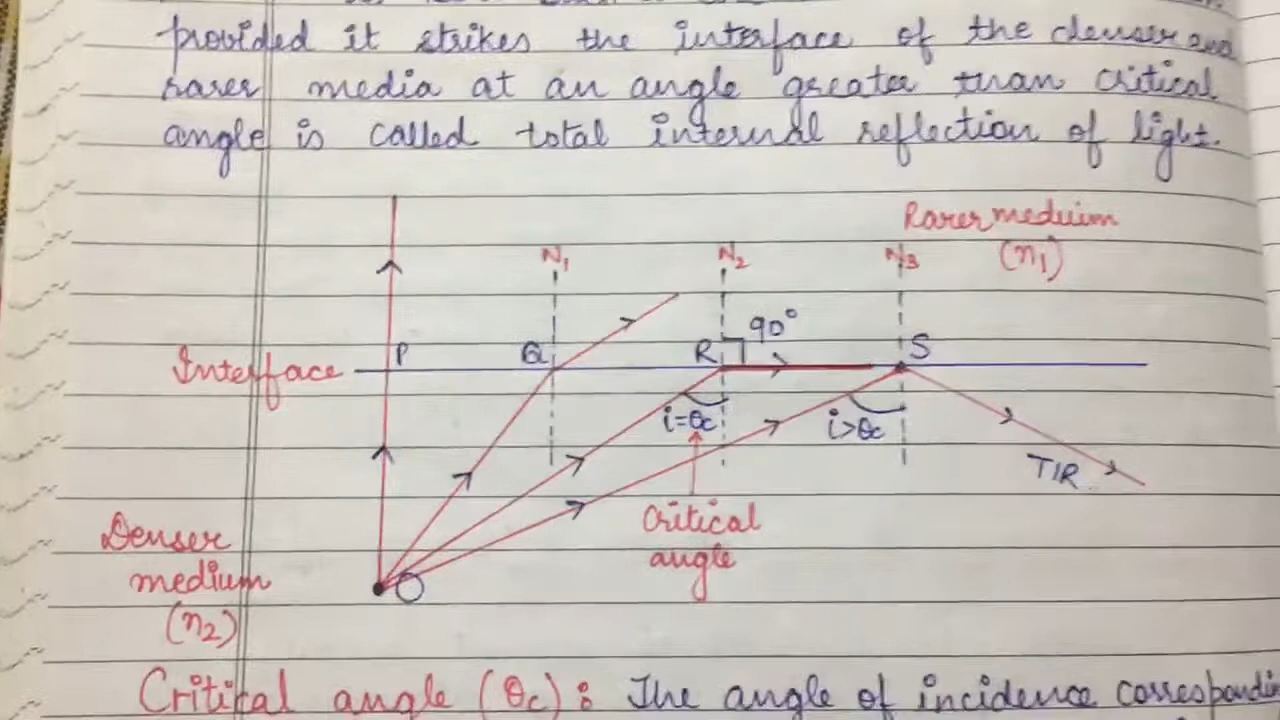 provided it strikes the interface of the denser and
rarer media at an angle greater than critical
angle is called total internal reflection of light.
Rarer medium
(n1)
N1 N2 N3
90°
Interface P Q R S
i=θc i>θc
TIR
Critical
angle
Denser
medium
(n2)
O
Critical angle (θc) : The angle of incidence